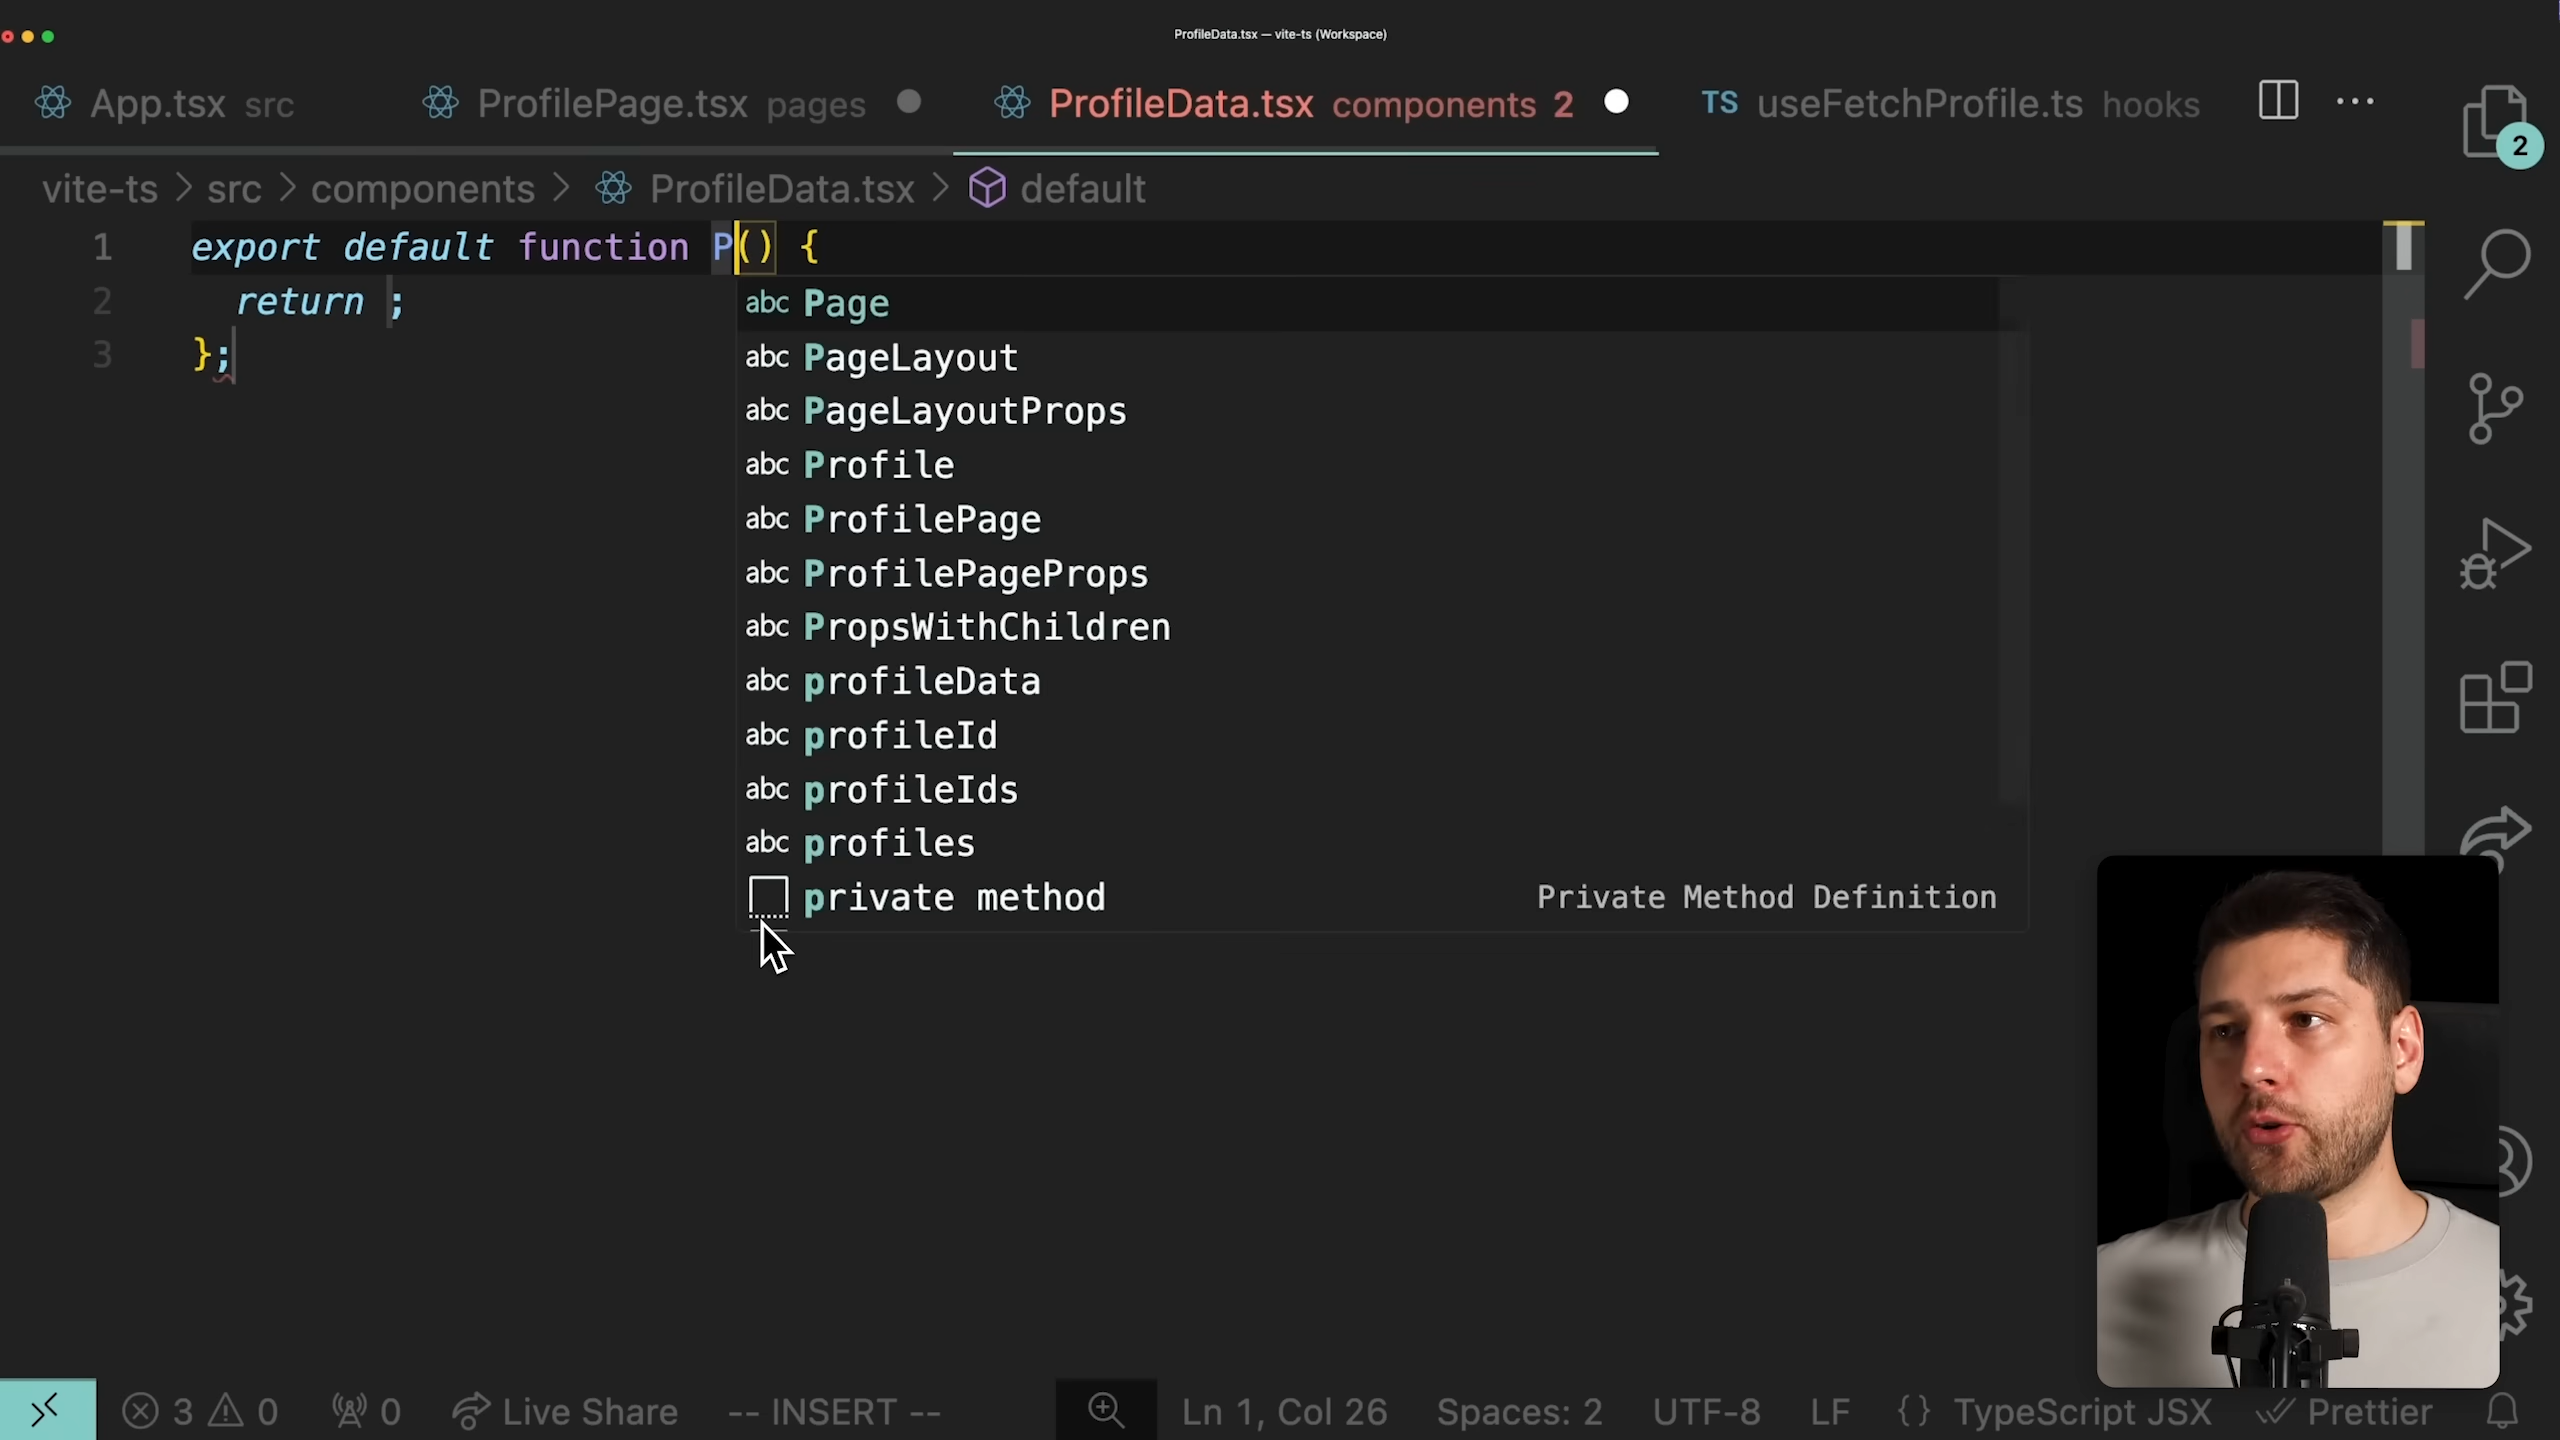 ProfileData.tsx — vite-ts (Workspace)
App.tsx src ProfilePage.tsx pages ProfileData.tsx components 2 TS useFetchProfile.ts hooks
2
vite-ts > src > components > ProfileData.tsx > default
1 export default function P() {
2 return ;
3 };
abc Page
abc PageLayout
abc PageLayoutProps
abc Profile
abc ProfilePage
abc ProfilePageProps
abc PropsWithChildren
abc profileData
abc profileId
abc profileIds
abc profiles
private method Private Method Definition
3 0 0 Live Share -- INSERT -- Ln 1, Col 26 Spaces: 2 UTF-8 LF {} TypeScript JSX Prettier